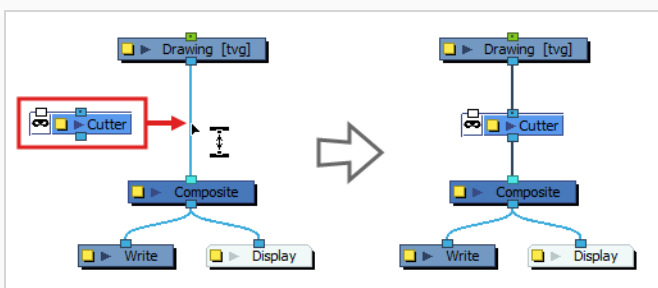 Drawing [tvg]
Cutter
Composite
Write
Display
Drawing [tvg]
Cutter
Composite
Write
Display